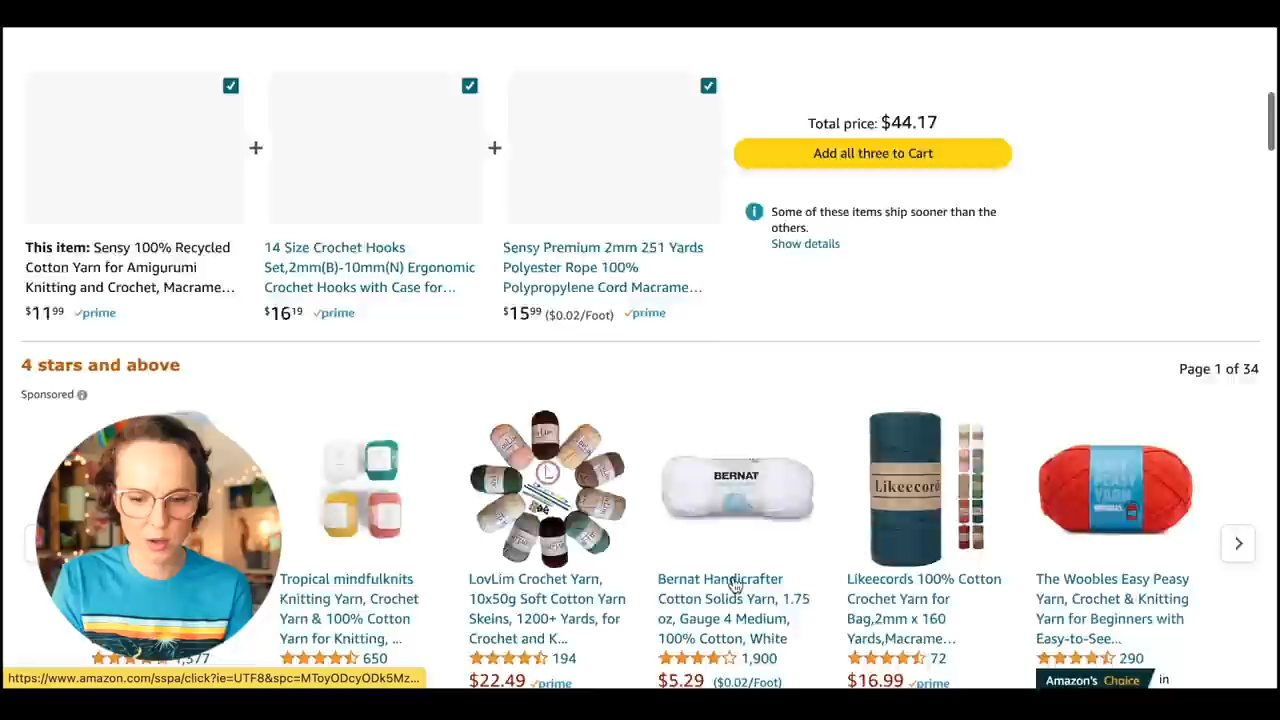 Total price: $44.17
Add all three to Cart
Some of these items ship sooner than the
others.
Show details
This item: Sensy 100% Recycled
Cotton Yarn for Amigurumi
Knitting and Crochet, Macrame...
$11.99 prime
14 Size Crochet Hooks
Set,2mm(B)-10mm(N) Ergonomic
Crochet Hooks with Case for...
$16.19 prime
Sensy Premium 2mm 251 Yards
Polyester Rope 100%
Polypropylene Cord Macrame...
$15.99 ($0.02/Foot) prime
4 stars and above
Page 1 of 34
Sponsored
BERNAT
Likeecord
Tropical mindfulknits
Knitting Yarn, Crochet
Yarn & 100% Cotton
Yarn for Knitting, ...
650
LovLim Crochet Yarn,
10x50g Soft Cotton Yarn
Skeins, 1200+ Yards, for
Crochet and K...
194
$22.49 prime
Bernat Handicrafter
Cotton Solids Yarn, 1.75
oz, Gauge 4 Medium,
100% Cotton, White
1,900
$5.29 ($0.02/Foot)
Likeecords 100% Cotton
Crochet Yarn for
Bag,2mm x 160
Yards,Macrame...
72
$16.99 prime
The Woobles Easy Peasy
Yarn, Crochet & Knitting
Yarn for Beginners with
Easy-to-See...
290
Amazon's Choice in
https://www.amazon.com/sspa/click?ie=UTF8&spc=MToyODcyODk5Mz...